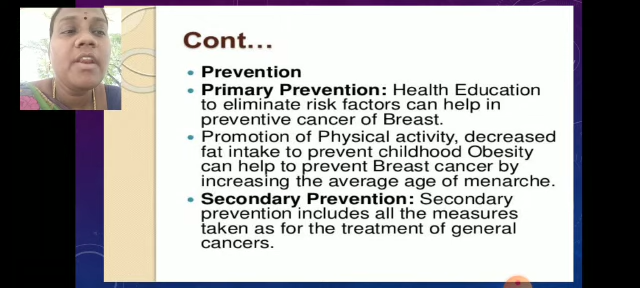 Cont...
Prevention
Primary Prevention: Health Education
to eliminate risk factors can help in
preventive cancer of Breast.
Promotion of Physical activity, decreased
fat intake to prevent childhood Obesity
can help to prevent Breast cancer by
increasing the average age of menarche.
Secondary Prevention: Secondary
prevention includes all the measures
taken as for the treatment of general
cancers.